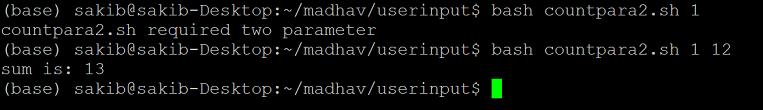 (base) sakib@sakib-Desktop:~/madhav/userinput$ bash countpara2.sh 1
countpara2.sh required two parameter
(base) sakib@sakib-Desktop:~/madhav/userinput$ bash countpara2.sh 1 12
sum is: 13
(base) sakib@sakib-Desktop:~/madhav/userinput$